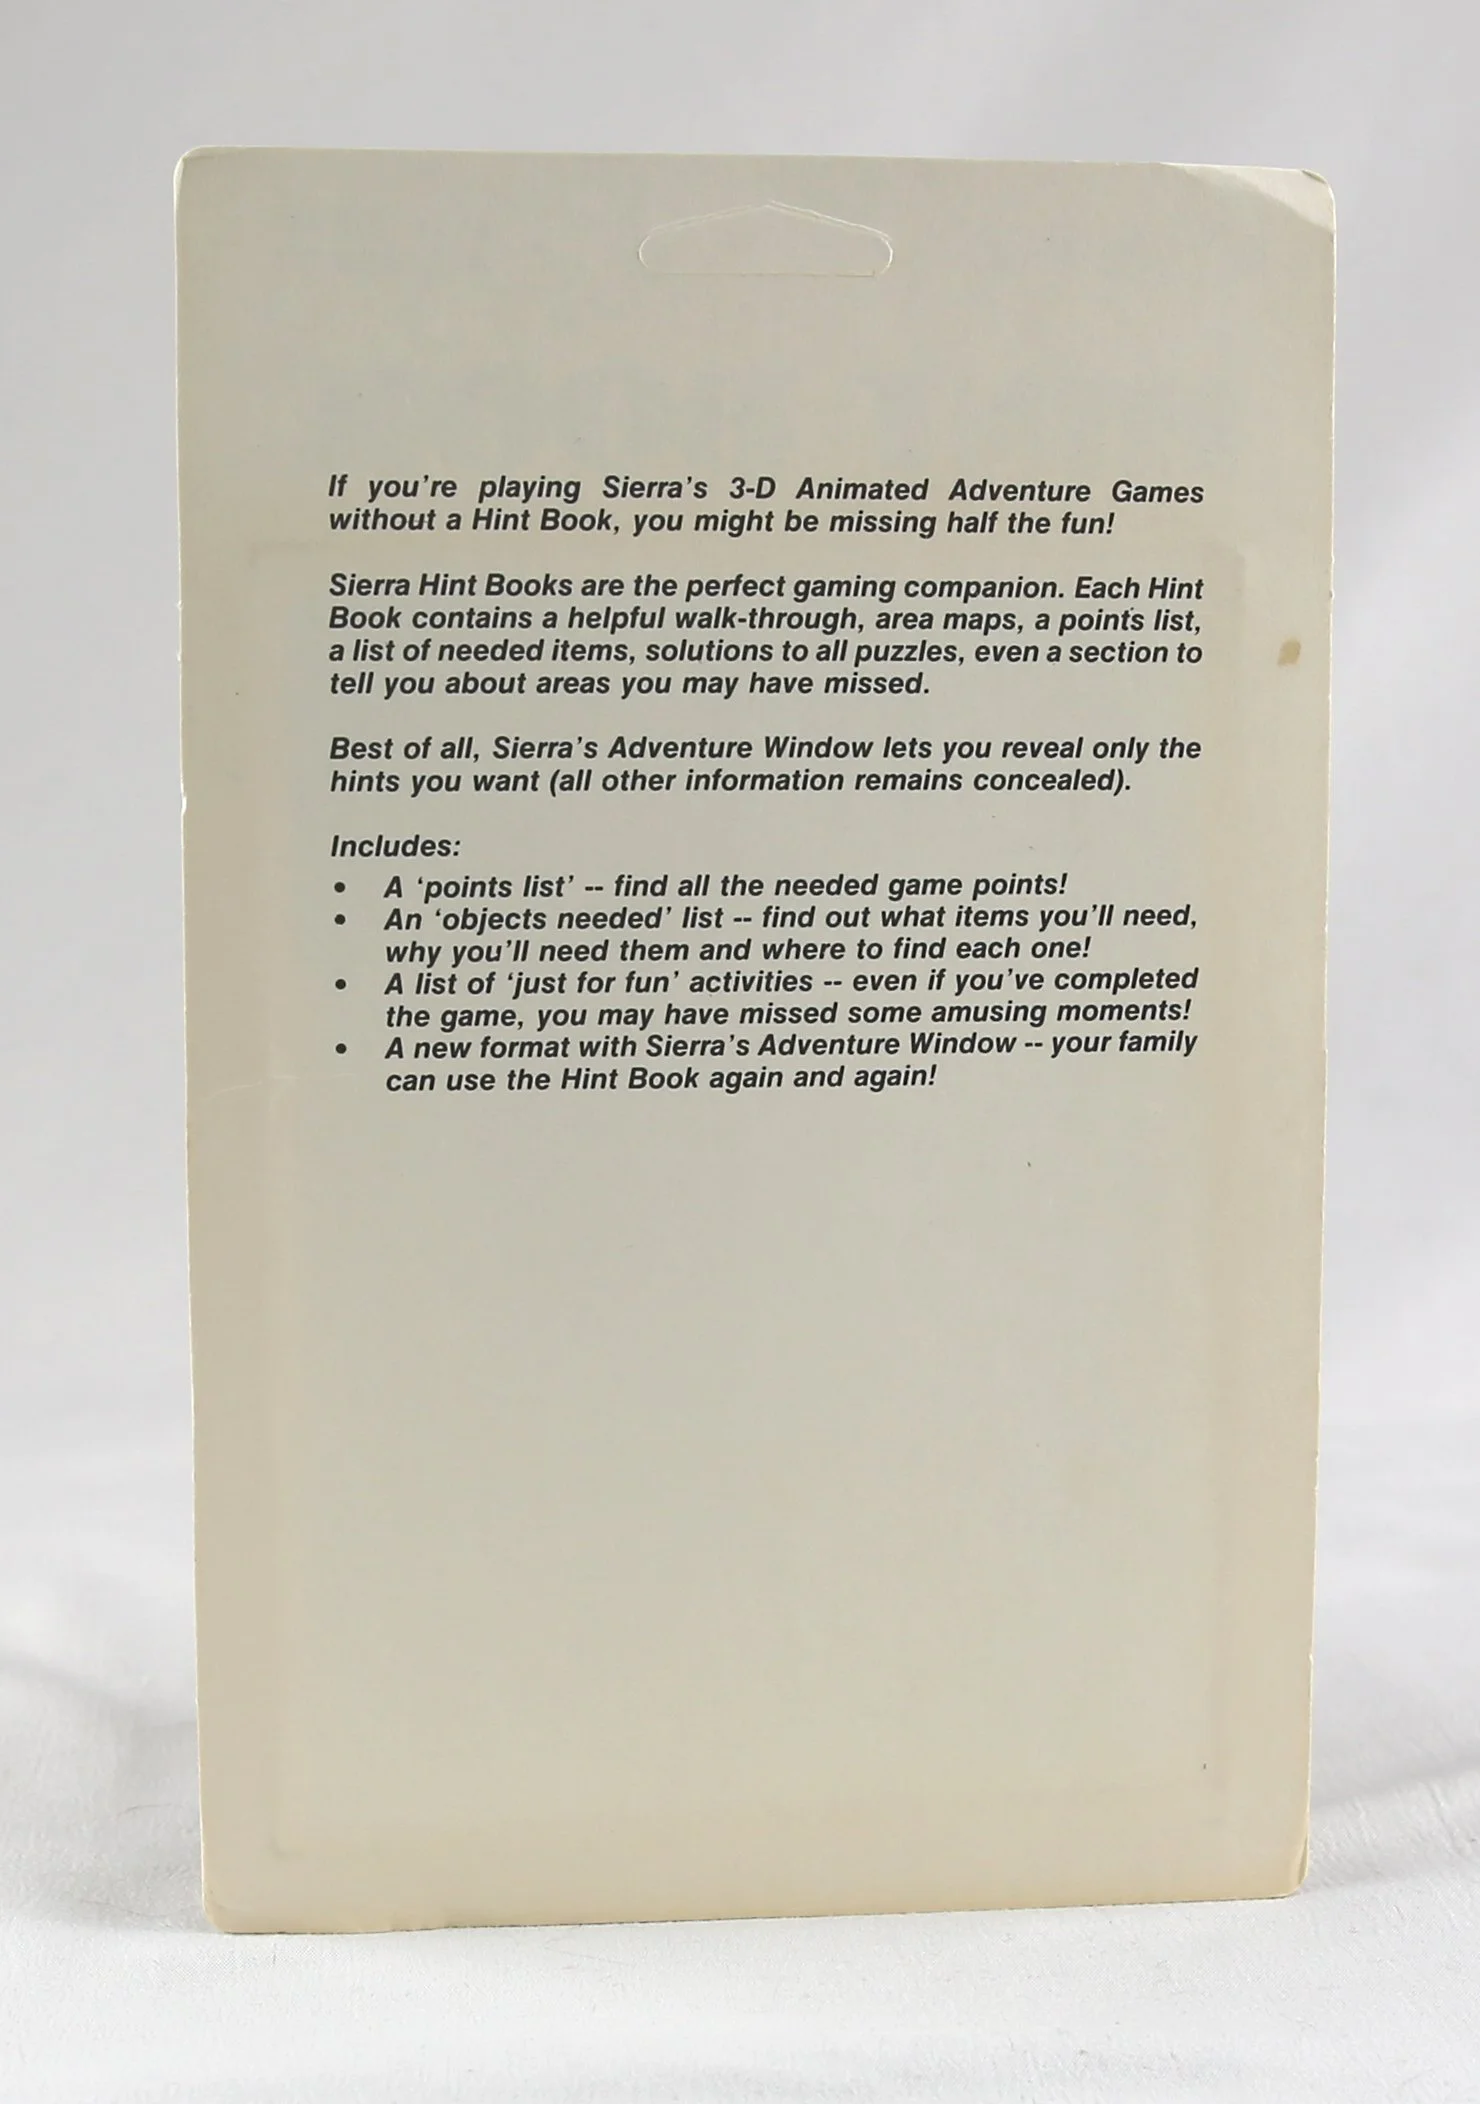 If you're playing Sierra's 3-D Animated Adventure Games
without a Hint Book, you might be missing half the fun!
Sierra Hint Books are the perfect gaming companion. Each Hint
Book contains a helpful walk-through, area maps, a points list,
a list of needed items, solutions to all puzzles, even a section to
tell you about areas you may have missed.
Best of all, Sierra's Adventure Window lets you reveal only the
hints you want (all other information remains concealed).
Includes:
• A 'points list' -- find all the needed game points!
• An 'objects needed' list -- find out what items you'll need,
why you'll need them and where to find each one!
• A list of 'just for fun' activities -- even if you've completed
the game, you may have missed some amusing moments!
• A new format with Sierra's Adventure Window -- your family
can use the Hint Book again and again!